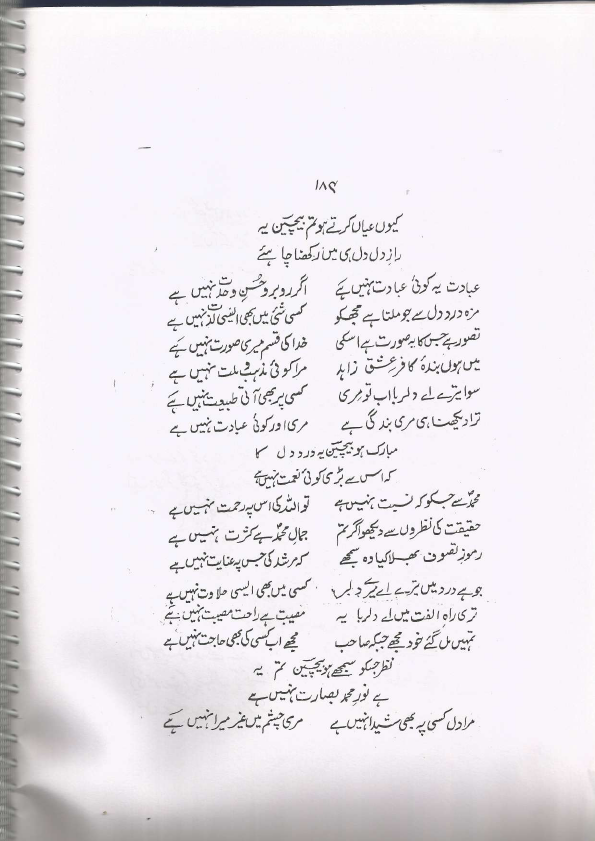 ۱۸۹
کیوں عیاں کرتے ہو تم بیچین یہ
رازِ دل دل ہی میں رکھنا چاہئے
عبادت یہ کوئی عبادت نہیں ہے اگر روبرو حُسنِ وحدت نہیں ہے
مزہ درد دل سے جو ملتا ہے مجھکو کسی شئی میں بھی ایسی لذت نہیں ہے
تصور ہے جس کا یہ صورت ہے اسکی خدا کی قسم میری صورت نہیں ہے
میں ہوں بندۂ کافرِ عشق زاہد مرا کوئی مذہب و ملت نہیں ہے
سوا تیرے اے دلربا اب تو مری کسی پر بھی آتی طبیعت نہیں ہے
ترا دیکھنا ہی مری بندگی ہے مری اور کوئی عبادت نہیں ہے
مبارک ہو بیچین یہ درد دل کا
کہ اس سے بڑی کوئی نعمت نہیں ہے
محمدؐ سے جسکو کہ نسبت نہیں ہے تو اللہ کی اس پہ رحمت نہیں ہے
حقیقت کی نظروں سے دیکھو اگر تم جمالِ محمدؐ ہے کثرت نہیں ہے
رموزِ تصوف بھلا کیا وہ سمجھے کہ مرشد کی جس پہ عنایت نہیں ہے
جو ہے درد میں تیرے اے میرے دلبر کسی میں بھی ایسی حلاوت نہیں ہے
تری راہِ الفت میں اے دلربا یہ مصیبت ہے راحت مصیبت نہیں ہے
تمہیں مل گئے خود مجھے جبکہ صاحب مجھے اب کسی کی بھی حاجت نہیں ہے
نظر جسکو سمجھے ہو بیچین تم یہ
ہے نورِ محمد بصارت نہیں ہے
مرا دل کسی پہ بھی شیدا نہیں ہے مری چشم میں غیر میرا نہیں ہے